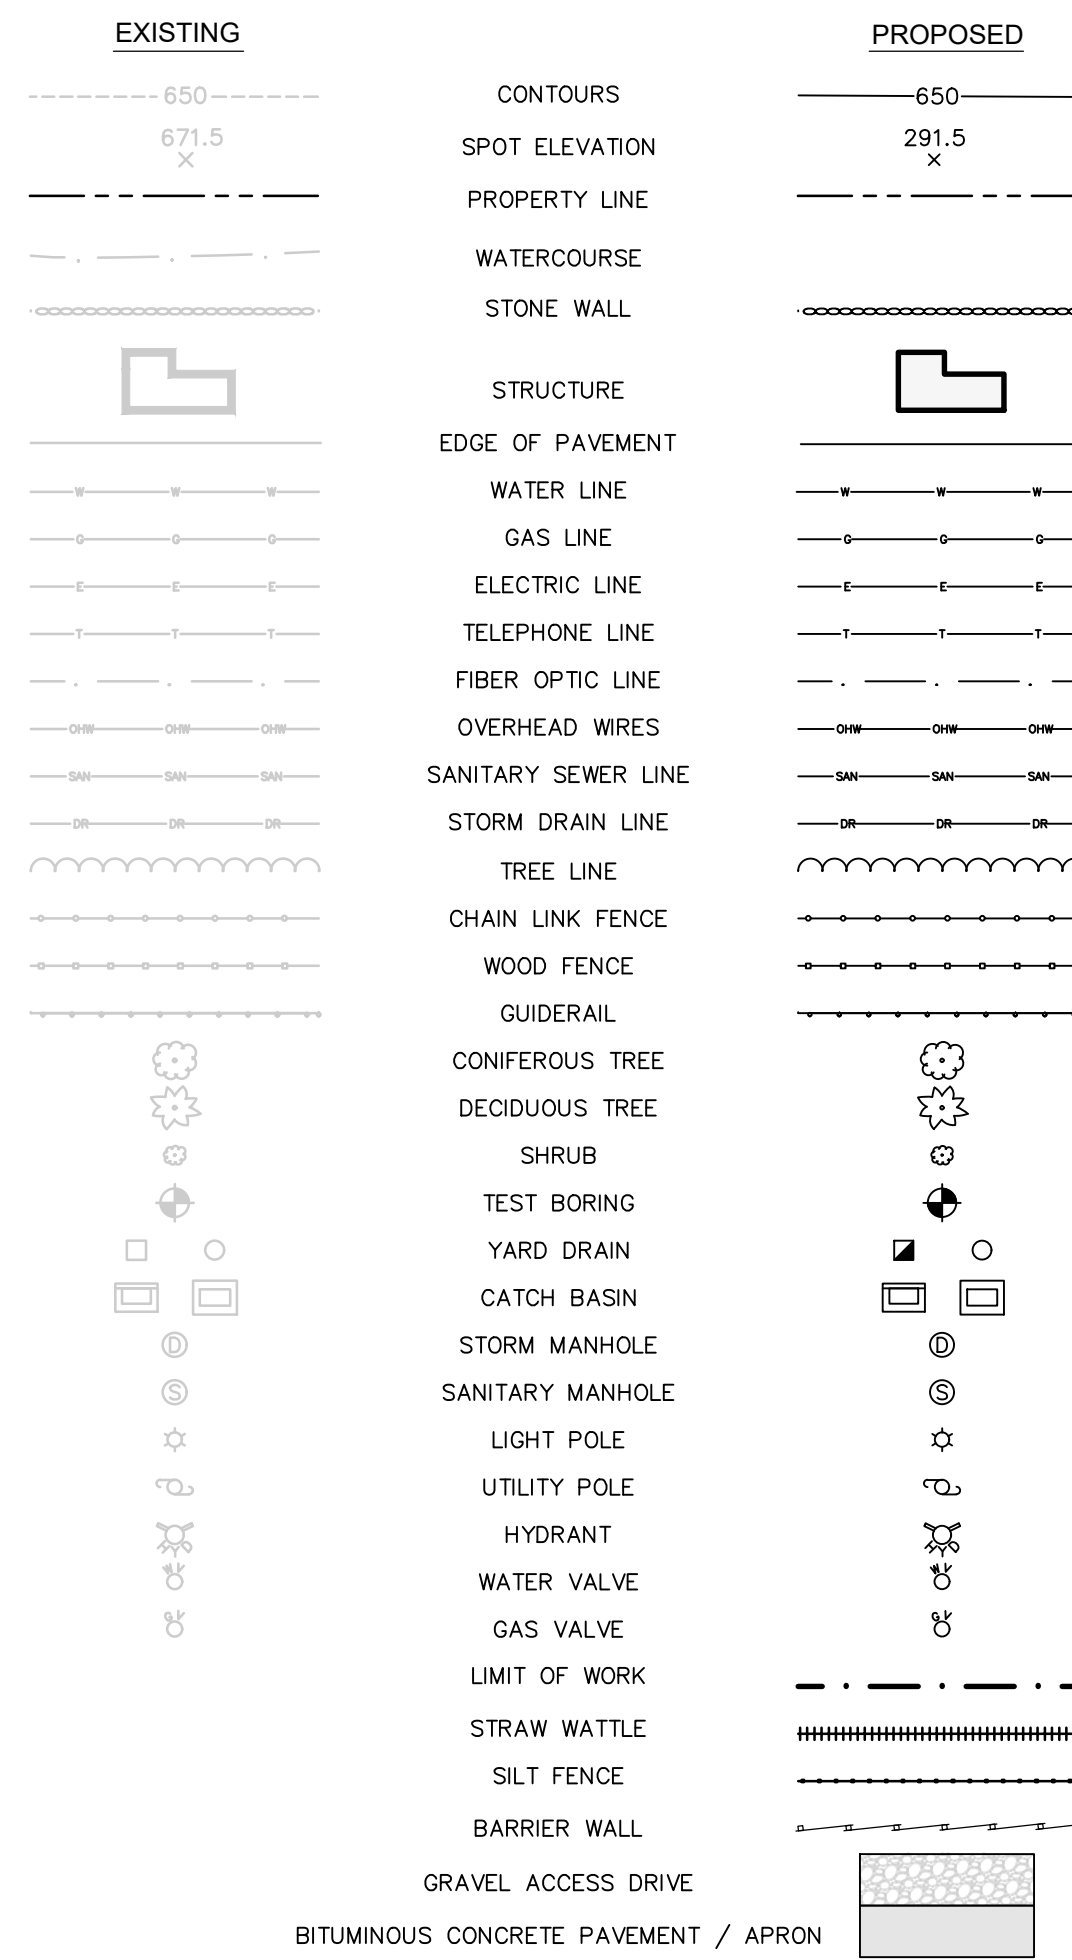 EXISTING PROPOSED
650 CONTOURS 650
671.5 SPOT ELEVATION 291.5
PROPERTY LINE
WATERCOURSE
STONE WALL
STRUCTURE
EDGE OF PAVEMENT
W W W WATER LINE W W W
G G G GAS LINE G G G
E E E ELECTRIC LINE E E E
T T T TELEPHONE LINE T T T
FIBER OPTIC LINE
OHW OHW OHW OVERHEAD WIRES OHW OHW OHW
SAN SAN SAN SANITARY SEWER LINE SAN SAN SAN
DR DR DR STORM DRAIN LINE DR DR DR
TREE LINE
CHAIN LINK FENCE
WOOD FENCE
GUIDERAIL
CONIFEROUS TREE
DECIDUOUS TREE
SHRUB
TEST BORING
YARD DRAIN
CATCH BASIN
D STORM MANHOLE D
S SANITARY MANHOLE S
LIGHT POLE
UTILITY POLE
HYDRANT
WV WATER VALVE WV
GV GAS VALVE GV
LIMIT OF WORK
STRAW WATTLE
SILT FENCE
BARRIER WALL
GRAVEL ACCESS DRIVE
BITUMINOUS CONCRETE PAVEMENT / APRON